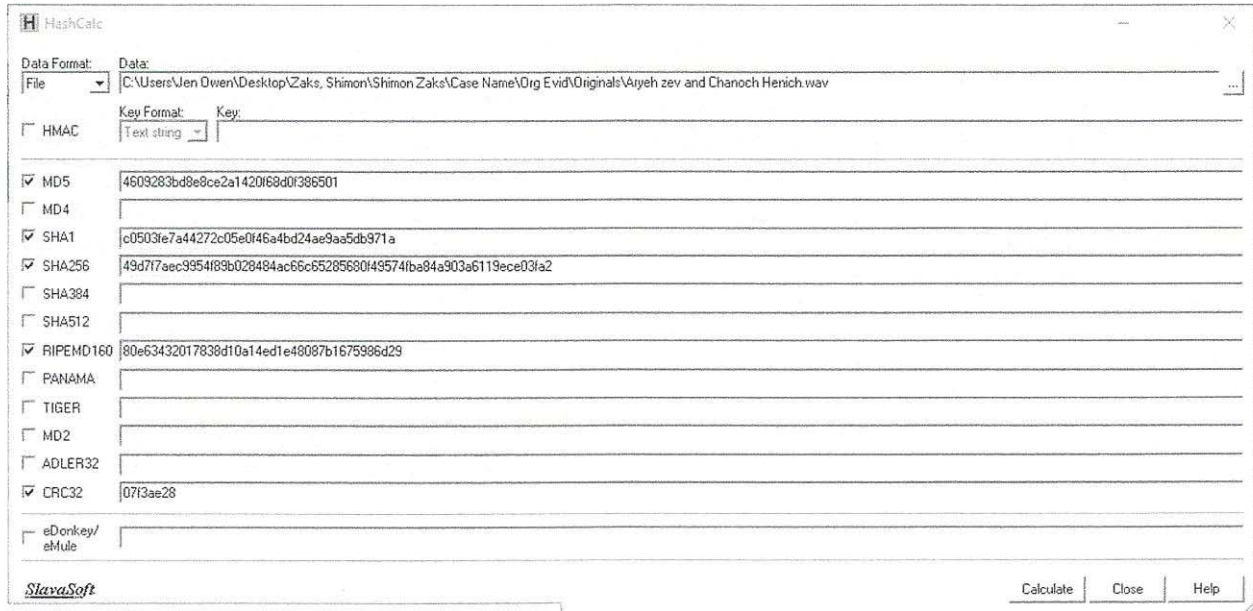 HashCalc
Data Format: Data:
File C:\Users\Jen Owen\Desktop\Zaks, Shimon\Shimon Zaks\Case Name\Org Evid\Originals\Aryeh zev and Chanoch Henich.wav ...
Key Format: Key:
HMAC Text string
MD5 4609283bd8e8ce2a1420f68d0f386501
MD4
SHA1 c0503fe7a44272c05e0f46a4bd24ae9aa5db971a
SHA256 49d7f7aec9954f89b028484ac66c65285680f49574fba84a903a6119ece03fa2
SHA384
SHA512
RIPEMD160 80e63432017838d10a14ed1e48087b1675986d29
PANAMA
TIGER
MD2
ADLER32
CRC32 07f3ae28
eDonkey/
eMule
SlavaSoft Calculate Close Help